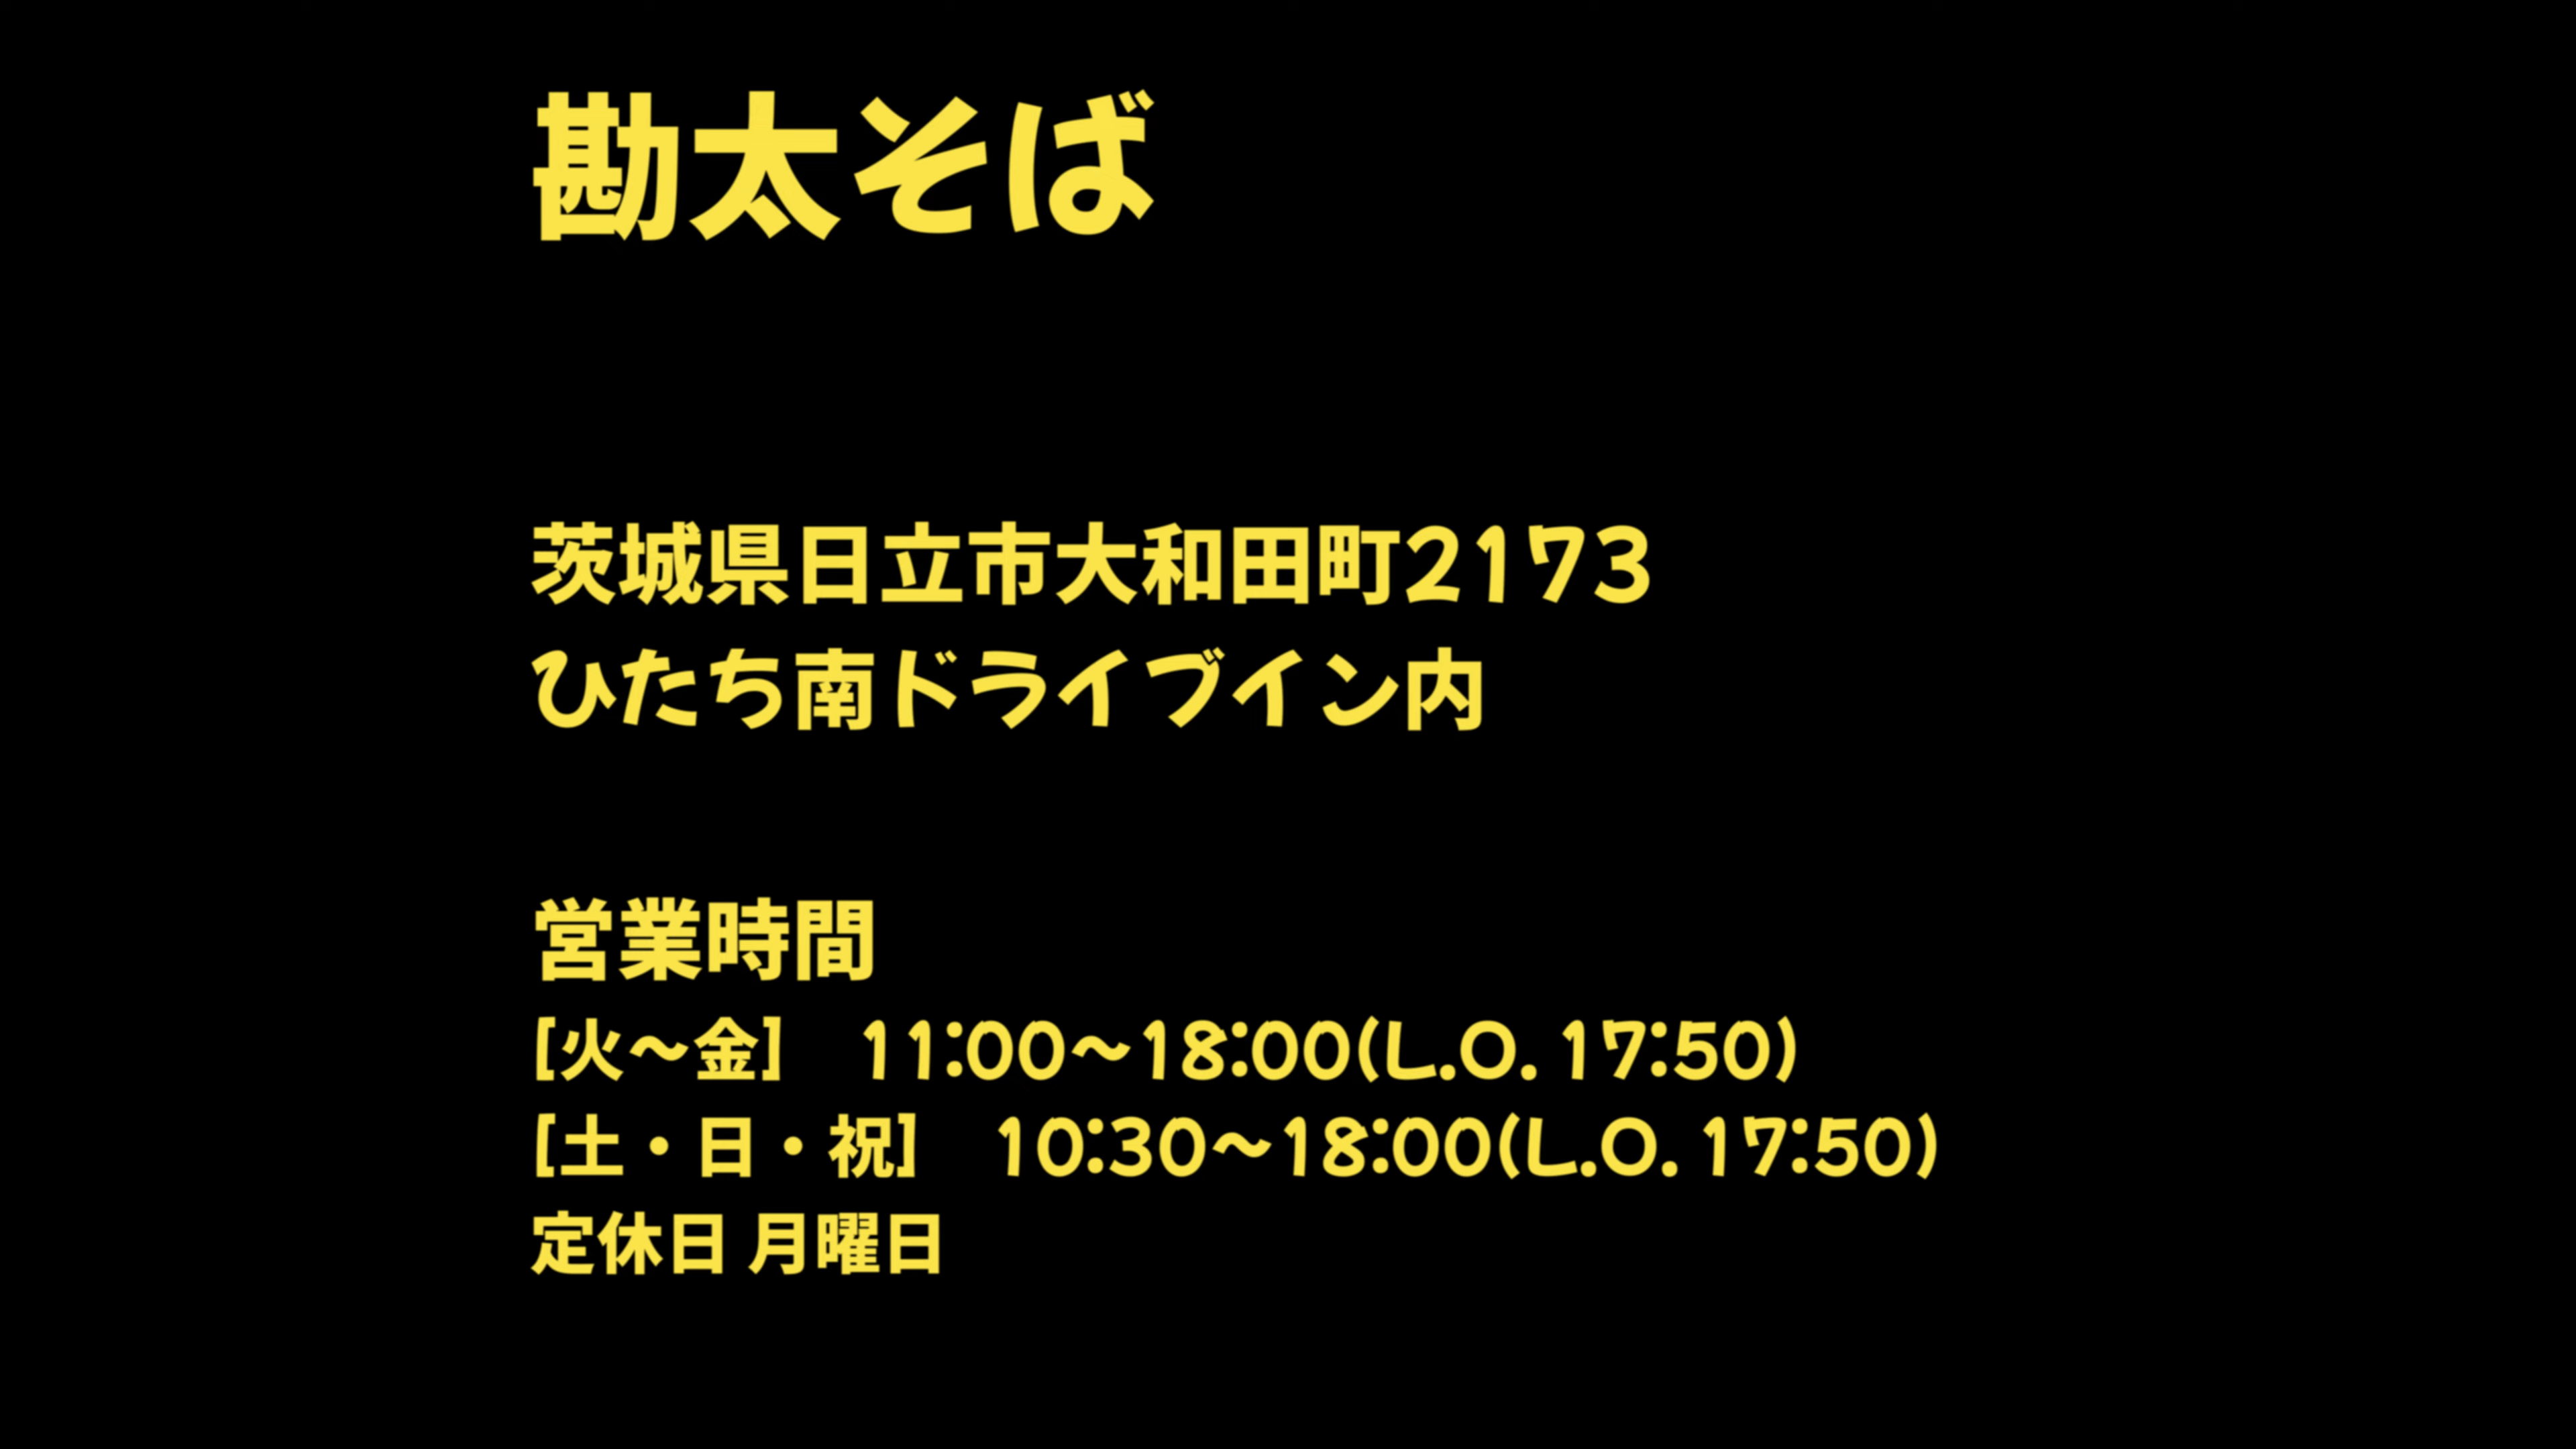 勘太そば
茨城県日立市大和田町2173
ひたち南ドライブイン内
営業時間
[火～金]　11:00～18:00(L.O. 17:50)
[土・日・祝]　10:30～18:00(L.O. 17:50)
定休日 月曜日